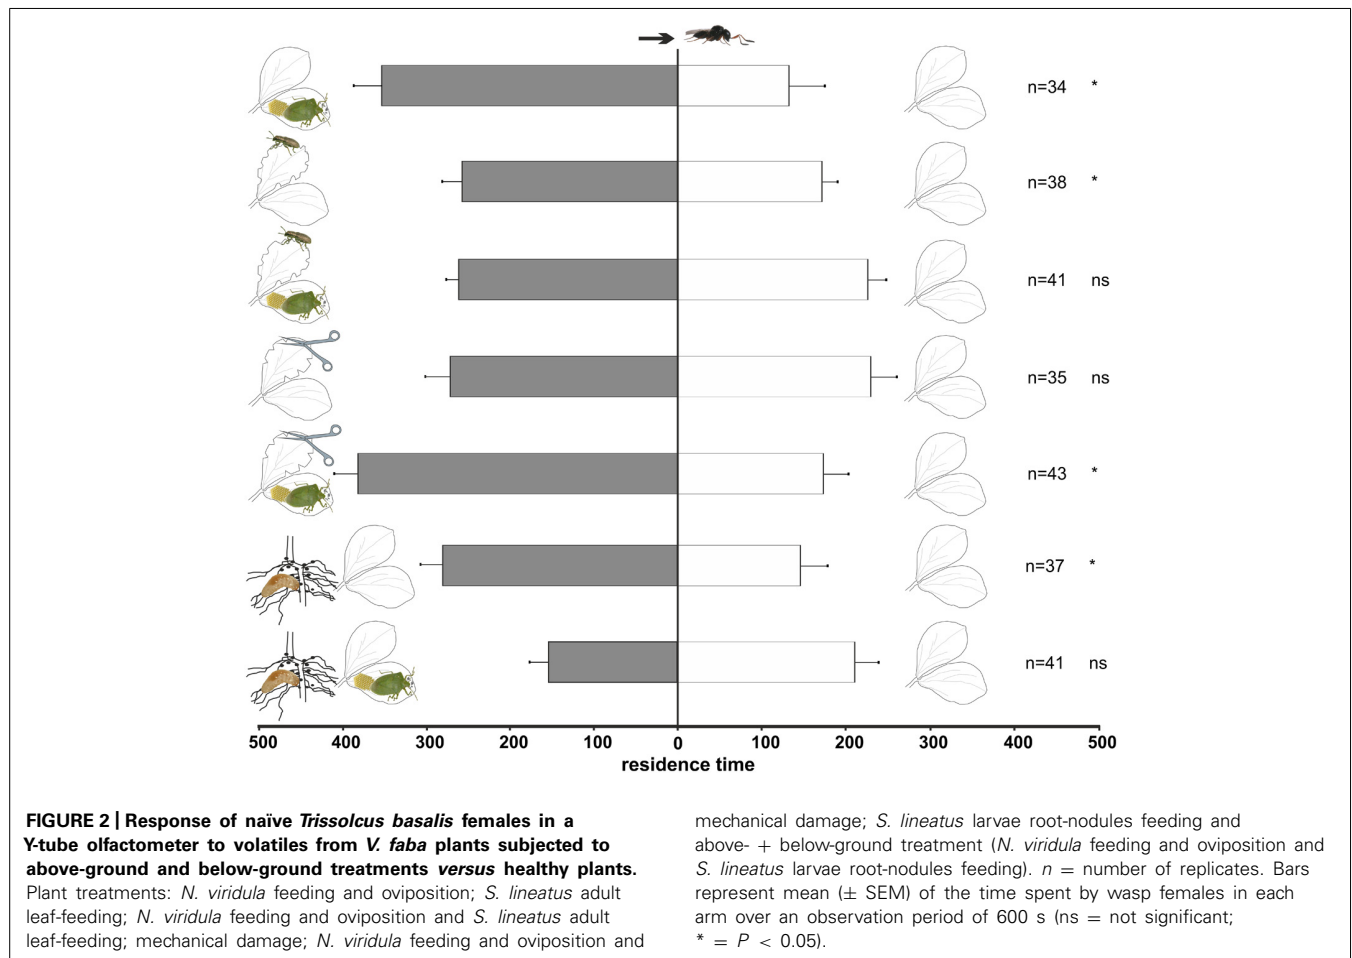 n=34 *
n=38 *
n=41 ns
n=35 ns
n=43 *
n=37 *
n=41 ns
500 400 300 200 100 0 100 200 300 400 500
residence time
FIGURE 2 | Response of naïve Trissolcus basalis females in a
Y-tube olfactometer to volatiles from V. faba plants subjected to
above-ground and below-ground treatments versus healthy plants.
Plant treatments: N. viridula feeding and oviposition; S. lineatus adult
leaf-feeding; N. viridula feeding and oviposition and S. lineatus adult
leaf-feeding; mechanical damage; N. viridula feeding and oviposition and
mechanical damage; S. lineatus larvae root-nodules feeding and
above- + below-ground treatment (N. viridula feeding and oviposition and
S. lineatus larvae root-nodules feeding). n = number of replicates. Bars
represent mean (± SEM) of the time spent by wasp females in each
arm over an observation period of 600 s (ns = not significant;
* = P < 0.05).